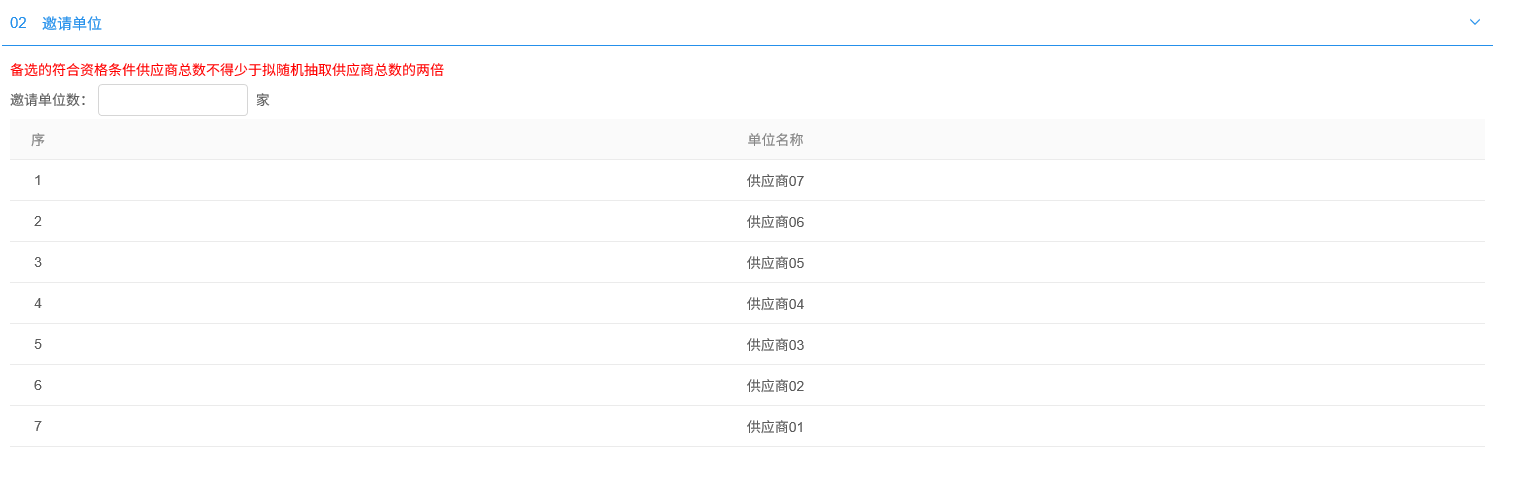 02 邀请单位
备选的符合资格条件供应商总数不得少于拟随机抽取供应商总数的两倍
邀请单位数： 家
序 单位名称
1 供应商07
2 供应商06
3 供应商05
4 供应商04
5 供应商03
6 供应商02
7 供应商01